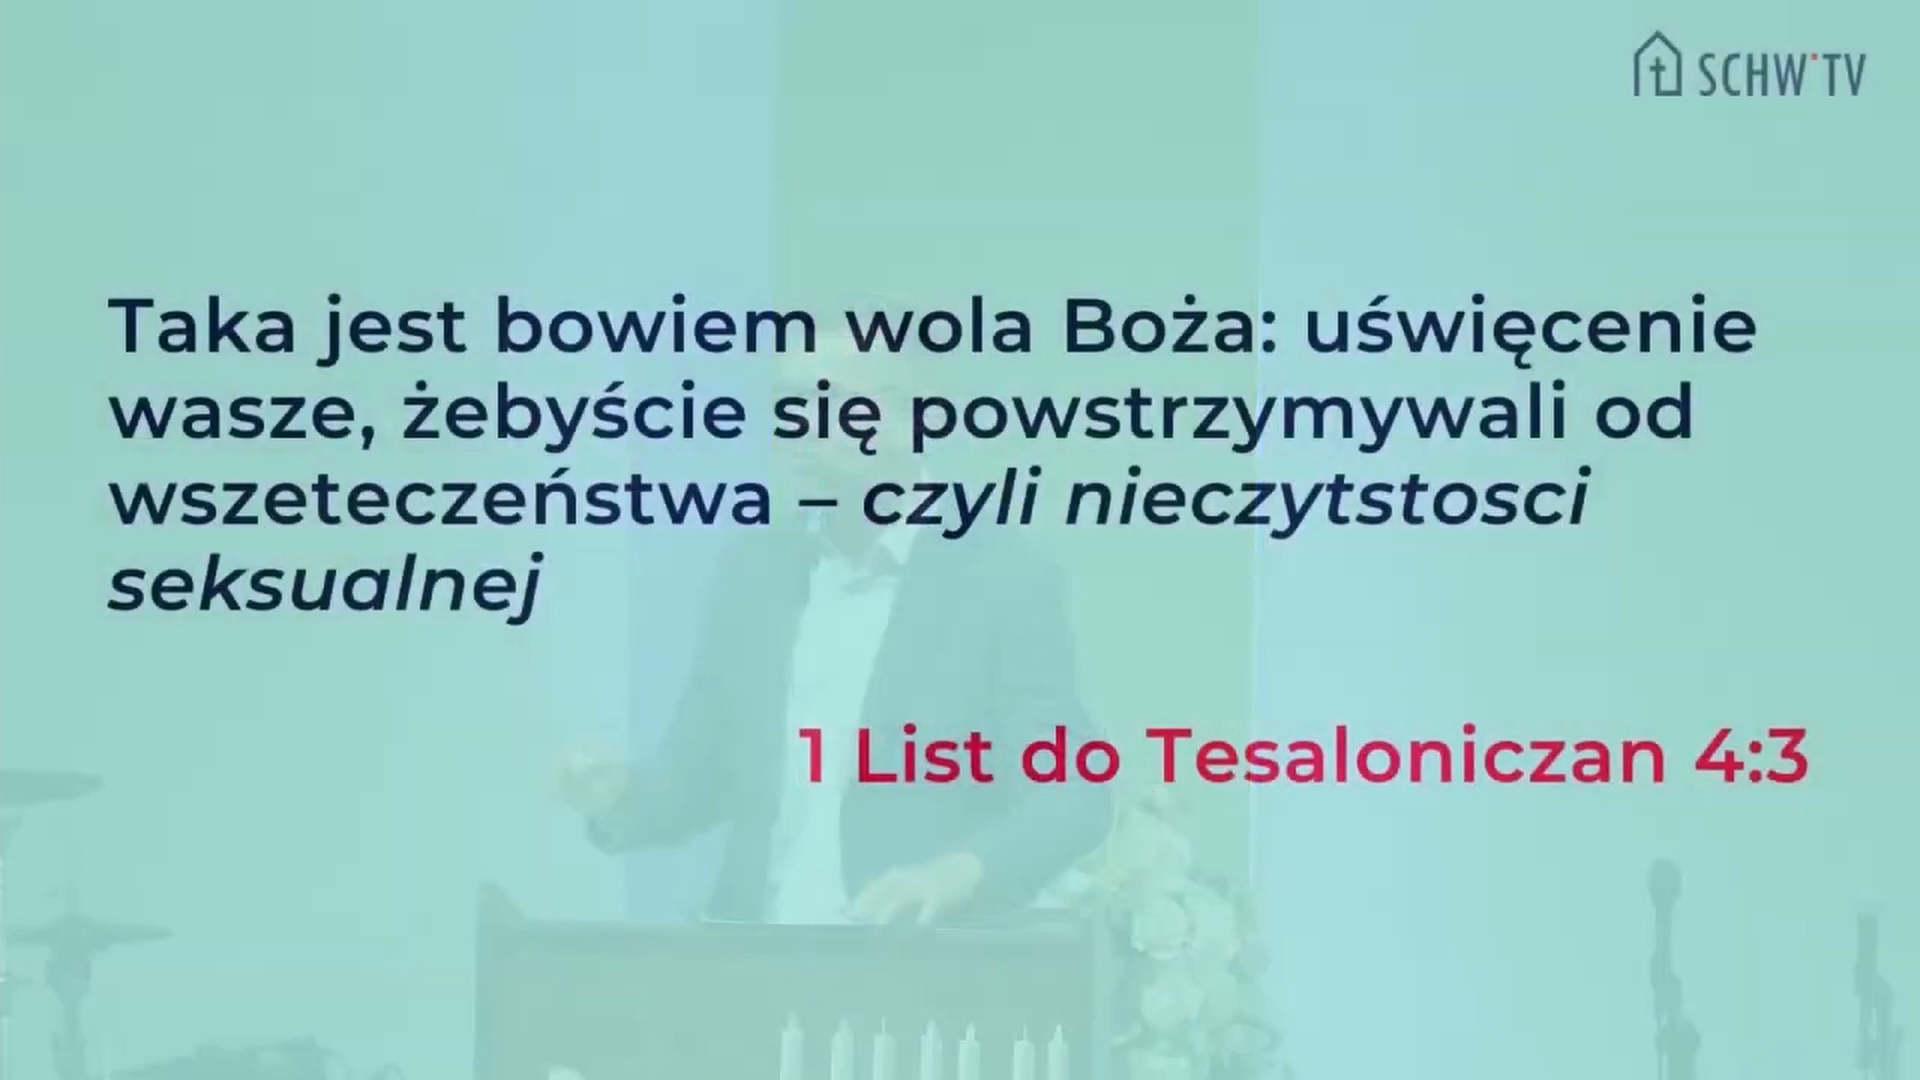 SCHW TV
Taka jest bowiem wola Boża: uświęcenie
wasze, żebyście się powstrzymywali od
wszeteczeństwa – czyli nieczytstosci
seksualnej
1 List do Tesaloniczan 4:3